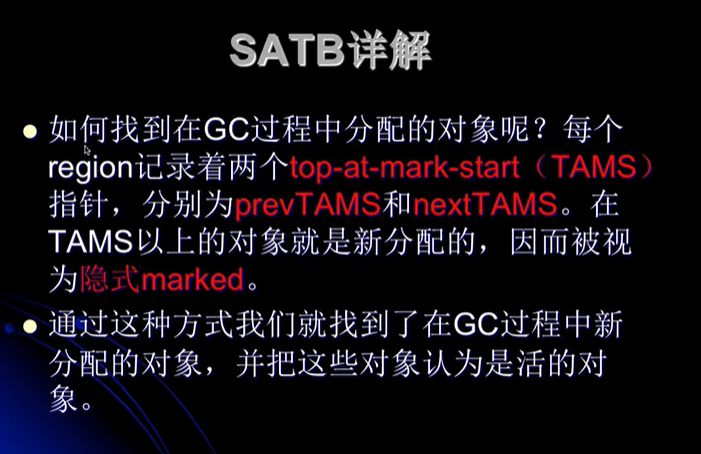 SATB详解
如何找到在GC过程中分配的对象呢？每个
region记录着两个top-at-mark-start（TAMS）
指针，分别为prevTAMS和nextTAMS。在
TAMS以上的对象就是新分配的，因而被视
为隐式marked。
通过这种方式我们就找到了在GC过程中新
分配的对象，并把这些对象认为是活的对
象。